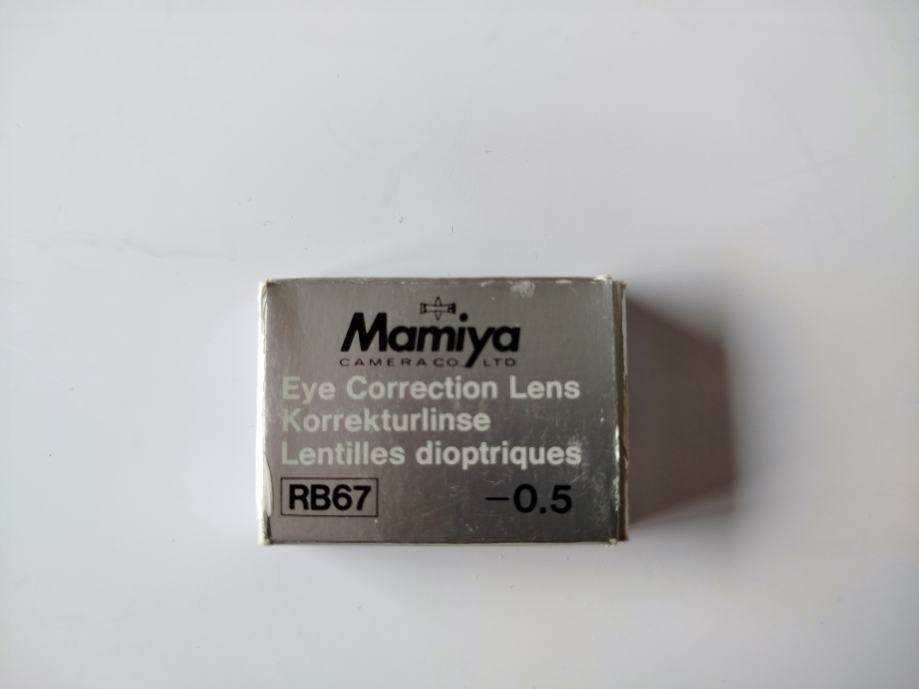 Mamiya
CAMERA CO. LTD
Eye Correction Lens
Korrekturlinse
Lentilles dioptriques
RB67 −0.5